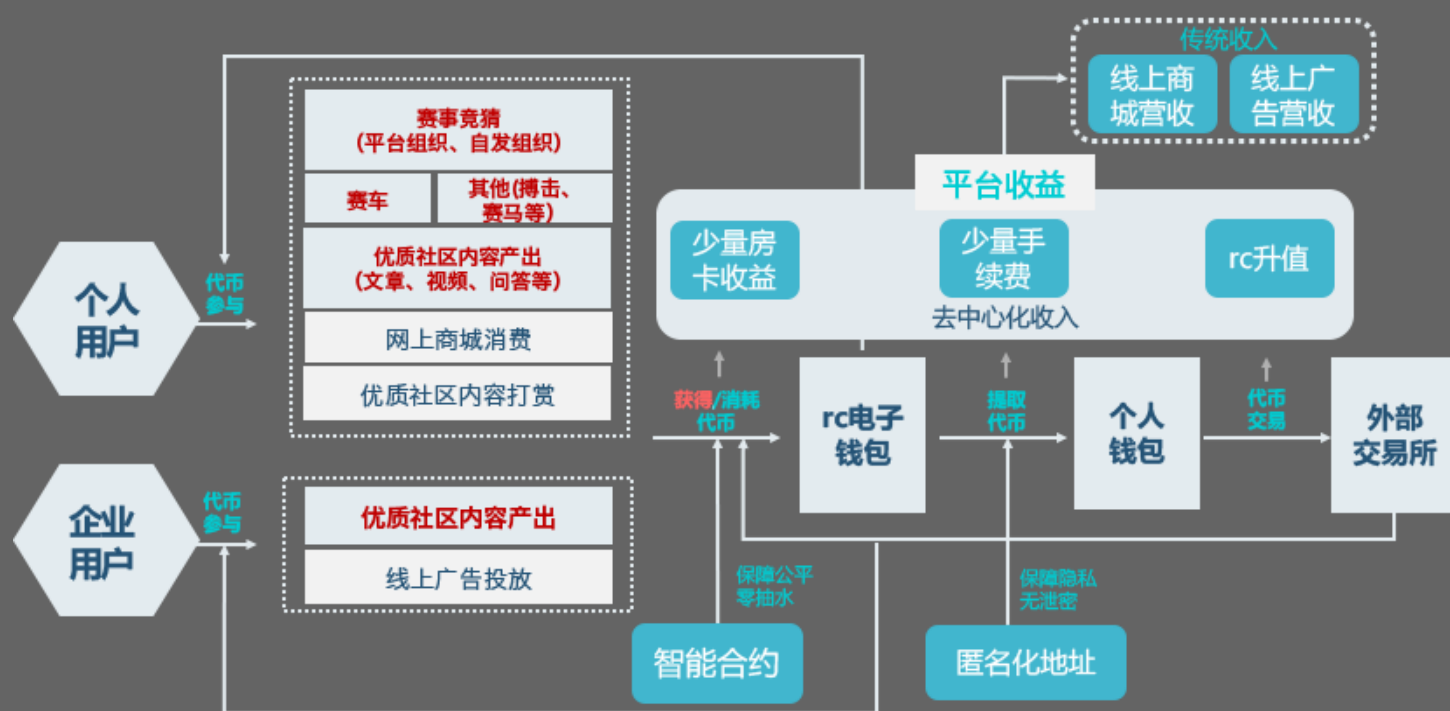 传统收入
线上商
城营收
线上广
告营收
赛事竞猜
(平台组织、自发组织)
赛车
其他(搏击、
赛马等)
优质社区内容产出
(文章、视频、问答等)
网上商城消费
优质社区内容打赏
个人
用户
代币
参与
平台收益
少量房
卡收益
少量手
续费
rc升值
去中心化收入
获得/消耗
代币
rc电子
钱包
提取
代币
个人
钱包
代币
交易
外部
交易所
企业
用户
代币
参与
优质社区内容产出
线上广告投放
保障公平
零抽水
保障隐私
无泄密
智能合约
匿名化地址